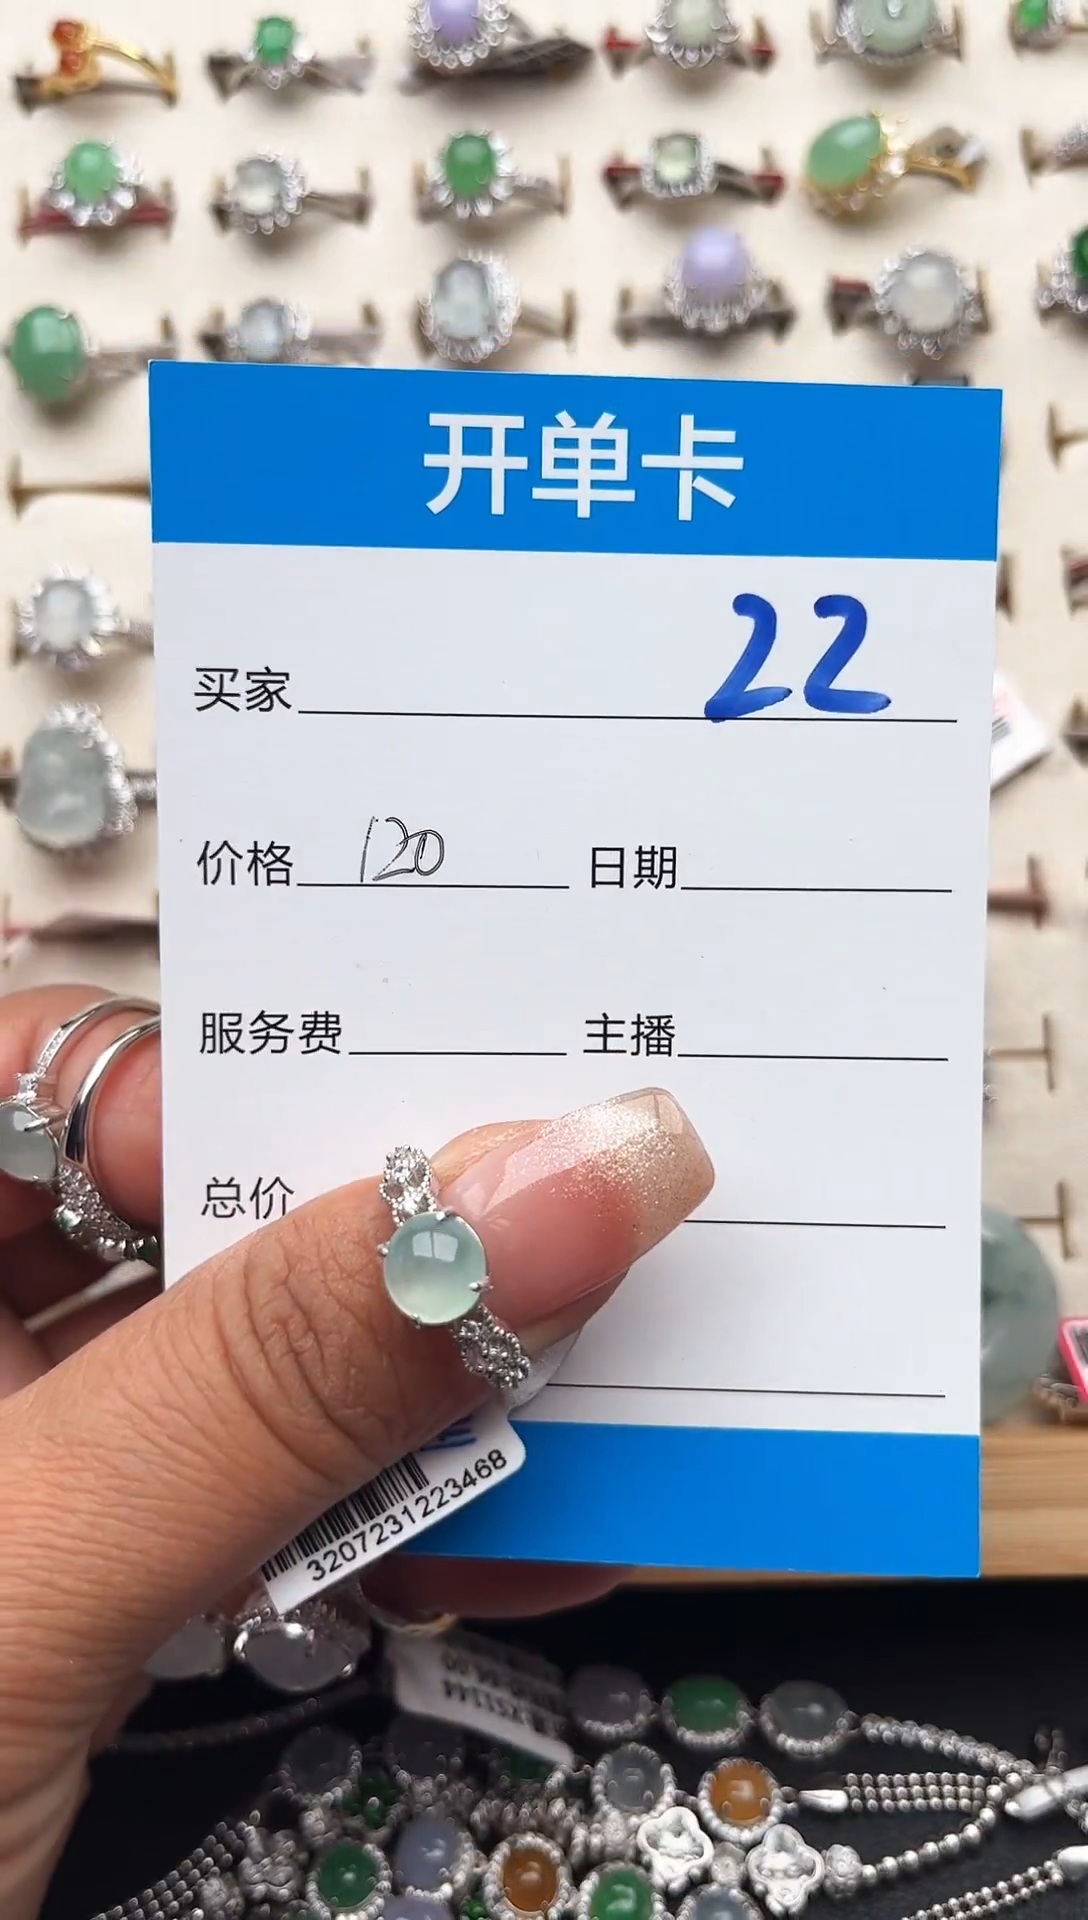 开单卡
22
买家
价格 120 日期
服务费 主播
总价
3207231223468